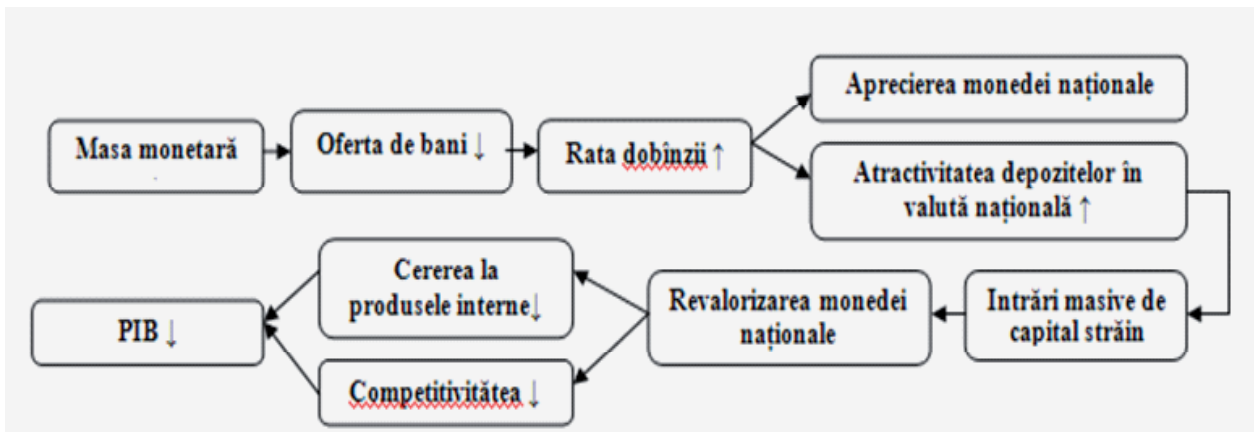 Masa monetară
Oferta de bani ↓
Rata dobînzii ↑
Aprecierea monedei naționale
Atractivitatea depozitelor în
valută națională ↑
Intrări masive de
capital străin
Revalorizarea monedei
naționale
Cererea la
produsele interne↓
Competitivitătea ↓
PIB ↓